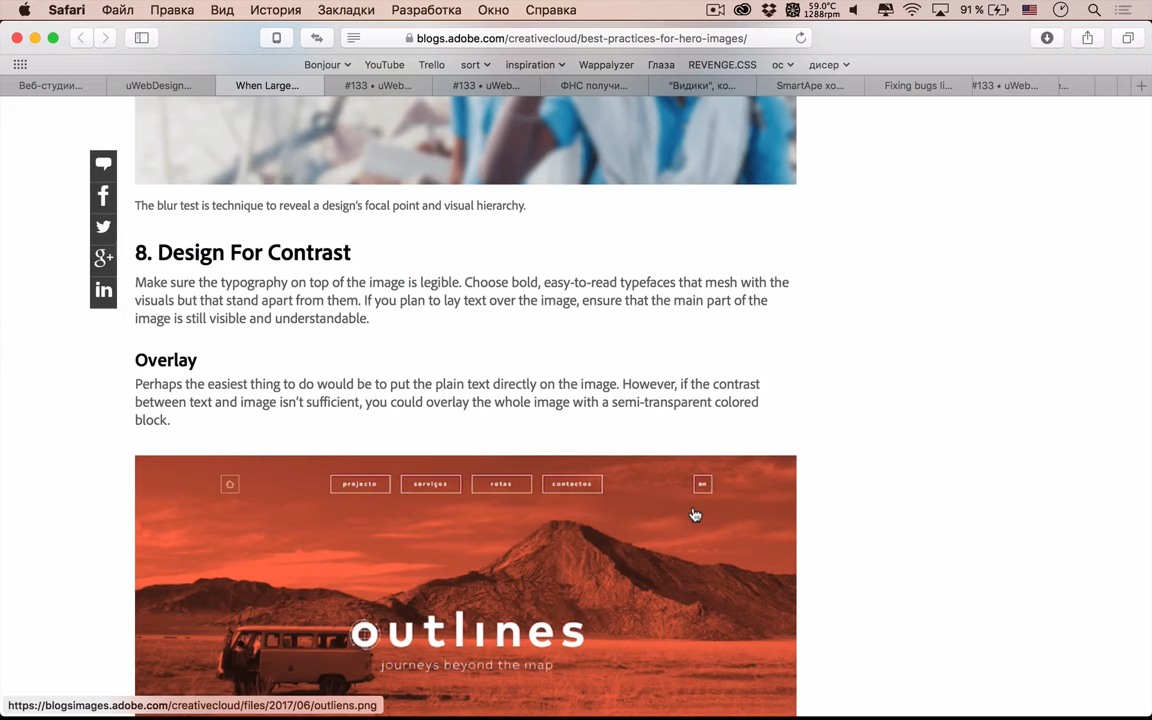 Safari Файл Правка Вид История Закладки Разработка Окно Справка 59.0°C 1288rpm 91 %
blogs.adobe.com/creativecloud/best-practices-for-hero-images/
Bonjour YouTube Trello sort inspiration Wappalyzer Глаза REVENGE.CSS ос дисер
Веб-студии... uWebDesign... When Large... #133 • uWeb... #133 • uWeb... ФНС получи... "Видики", ко... SmartApe хо... Fixing bugs li... #133 • uWeb...
The blur test is technique to reveal a design's focal point and visual hierarchy.
8. Design For Contrast
Make sure the typography on top of the image is legible. Choose bold, easy-to-read typefaces that mesh with the
visuals but that stand apart from them. If you plan to lay text over the image, ensure that the main part of the
image is still visible and understandable.
Overlay
Perhaps the easiest thing to do would be to put the plain text directly on the image. However, if the contrast
between text and image isn't sufficient, you could overlay the whole image with a semi-transparent colored
block.
projecto serviços rotas contactos en
outlines
journeys beyond the map
https://blogsimages.adobe.com/creativecloud/files/2017/06/outliens.png